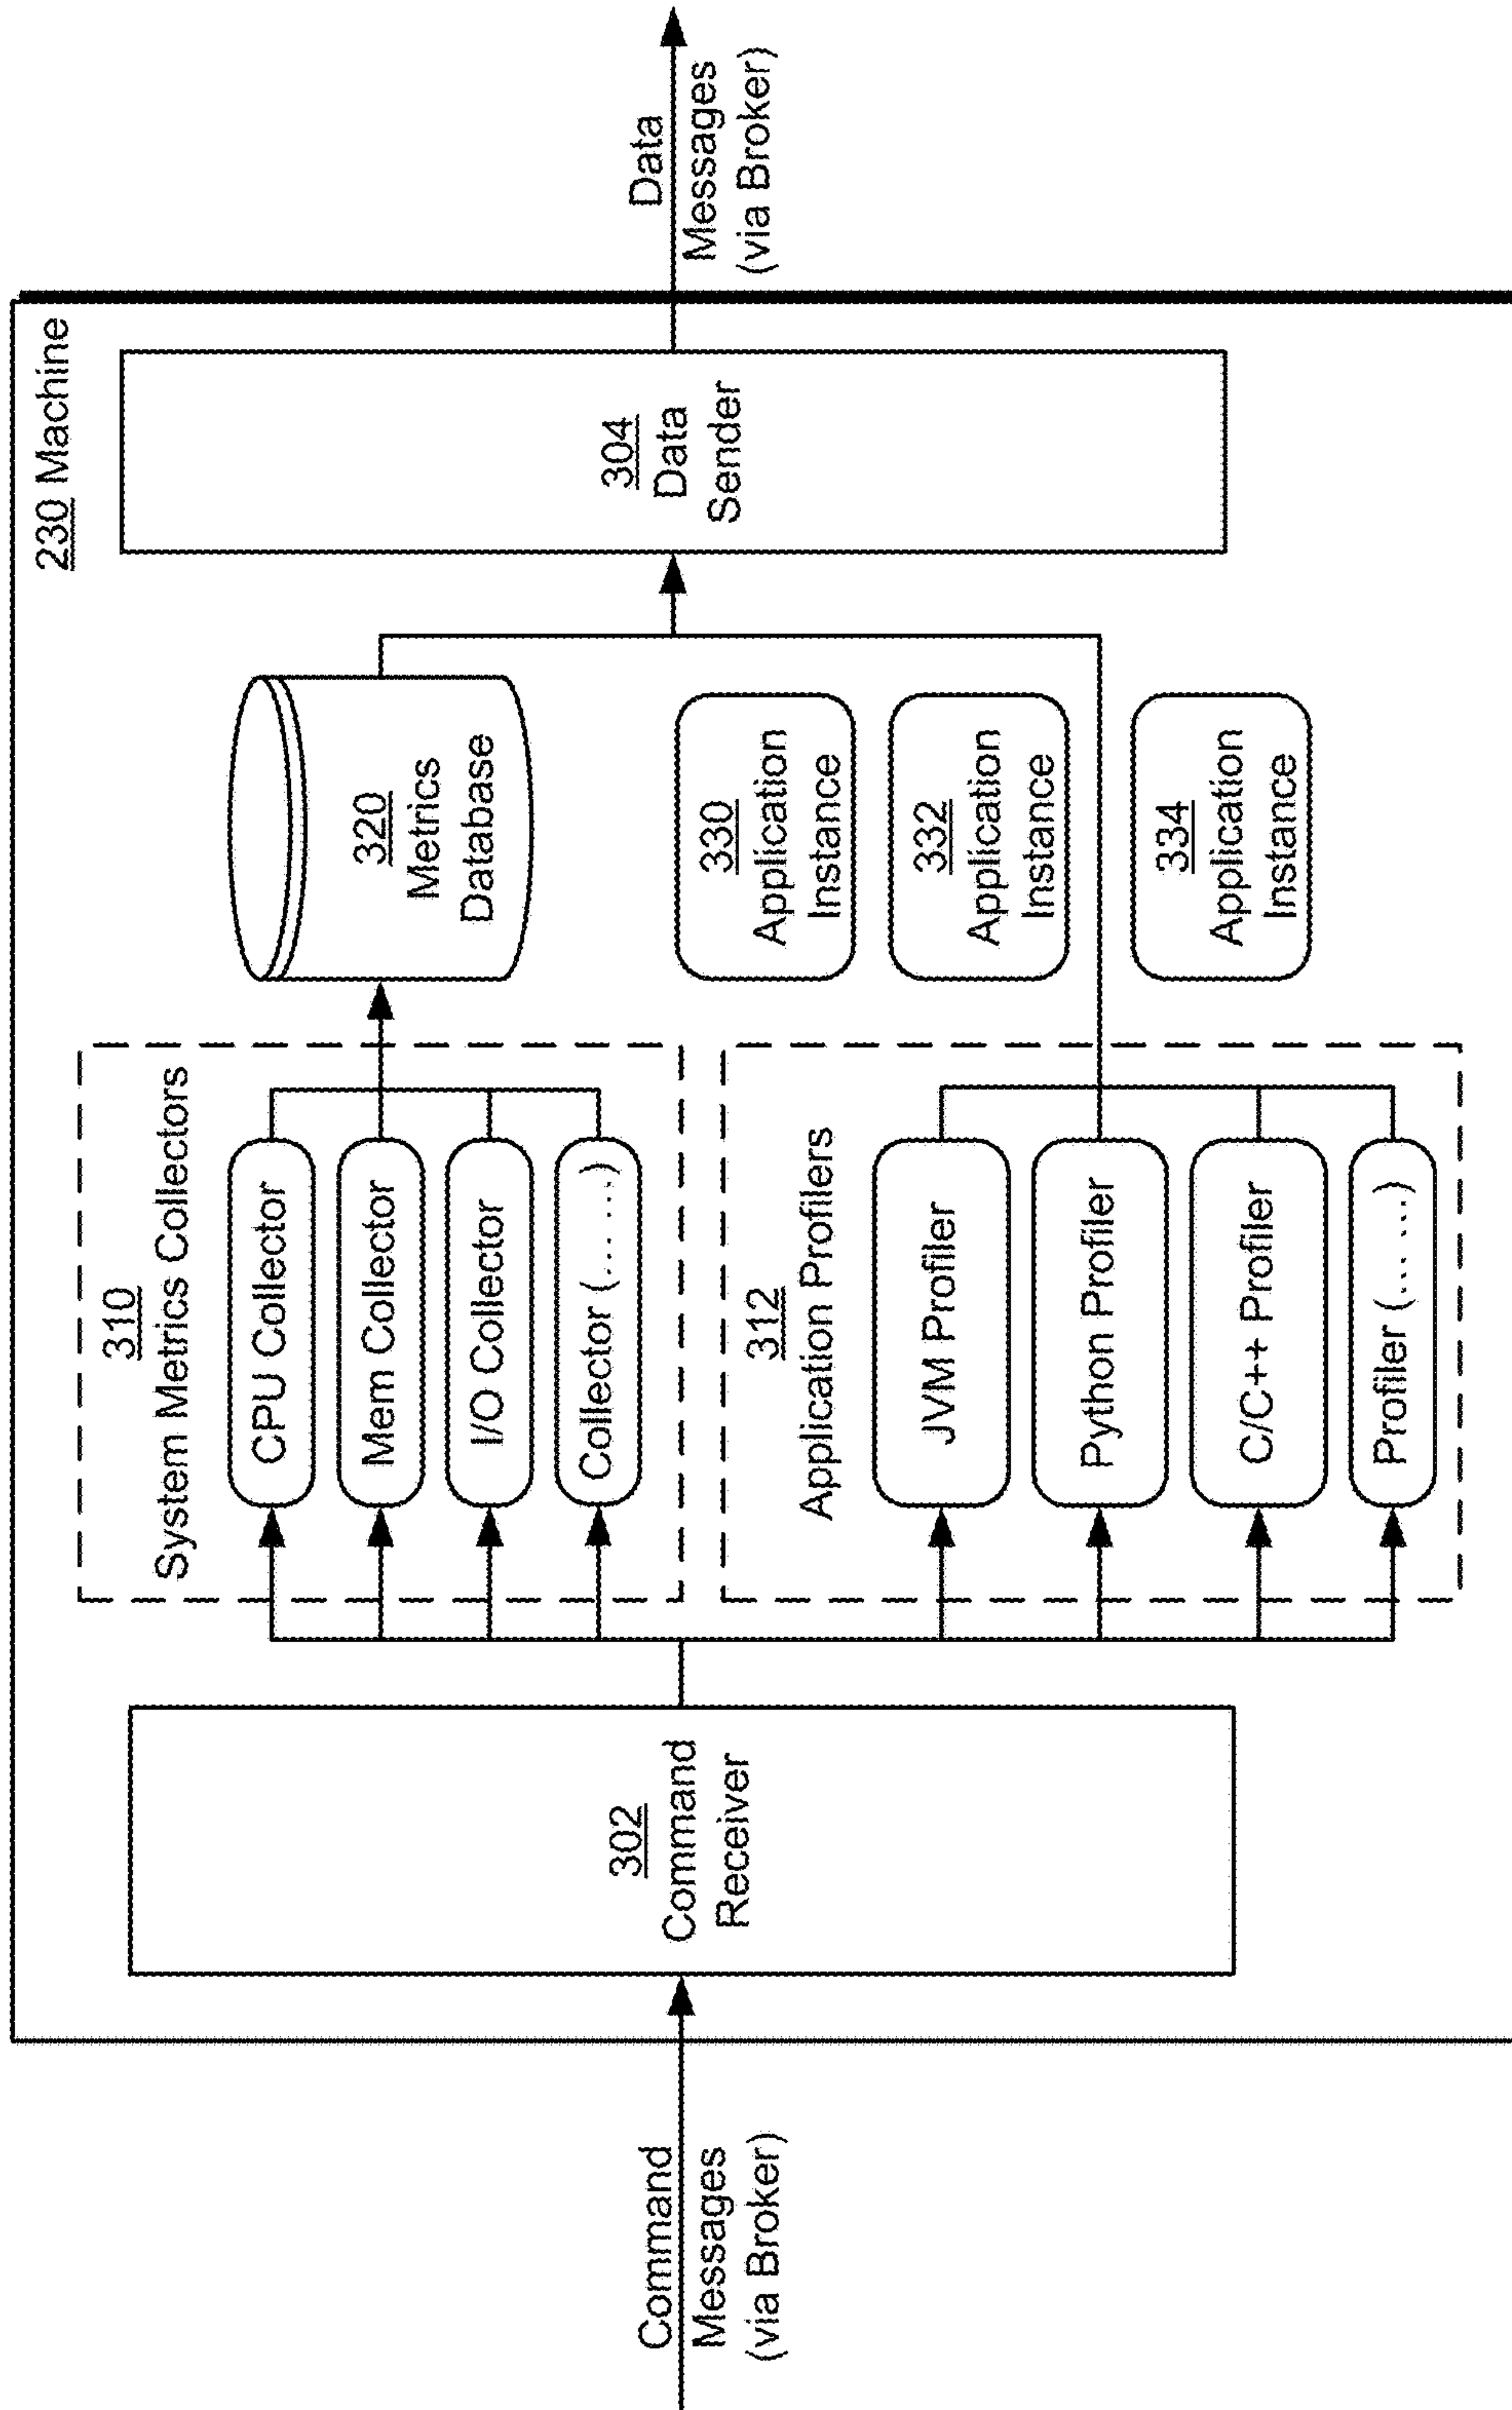 230 Machine
Command
Messages
(via Broker)
302
Command
Receiver
310
System Metrics Collectors
CPU Collector
Mem Collector
I/O Collector
Collector (... ...)
312
Application Profilers
JVM Profiler
Python Profiler
C/C++ Profiler
Profiler (... ...)
320
Metrics
Database
330
Application
Instance
332
Application
Instance
334
Application
Instance
304
Data
Sender
Data
Messages
(via Broker)